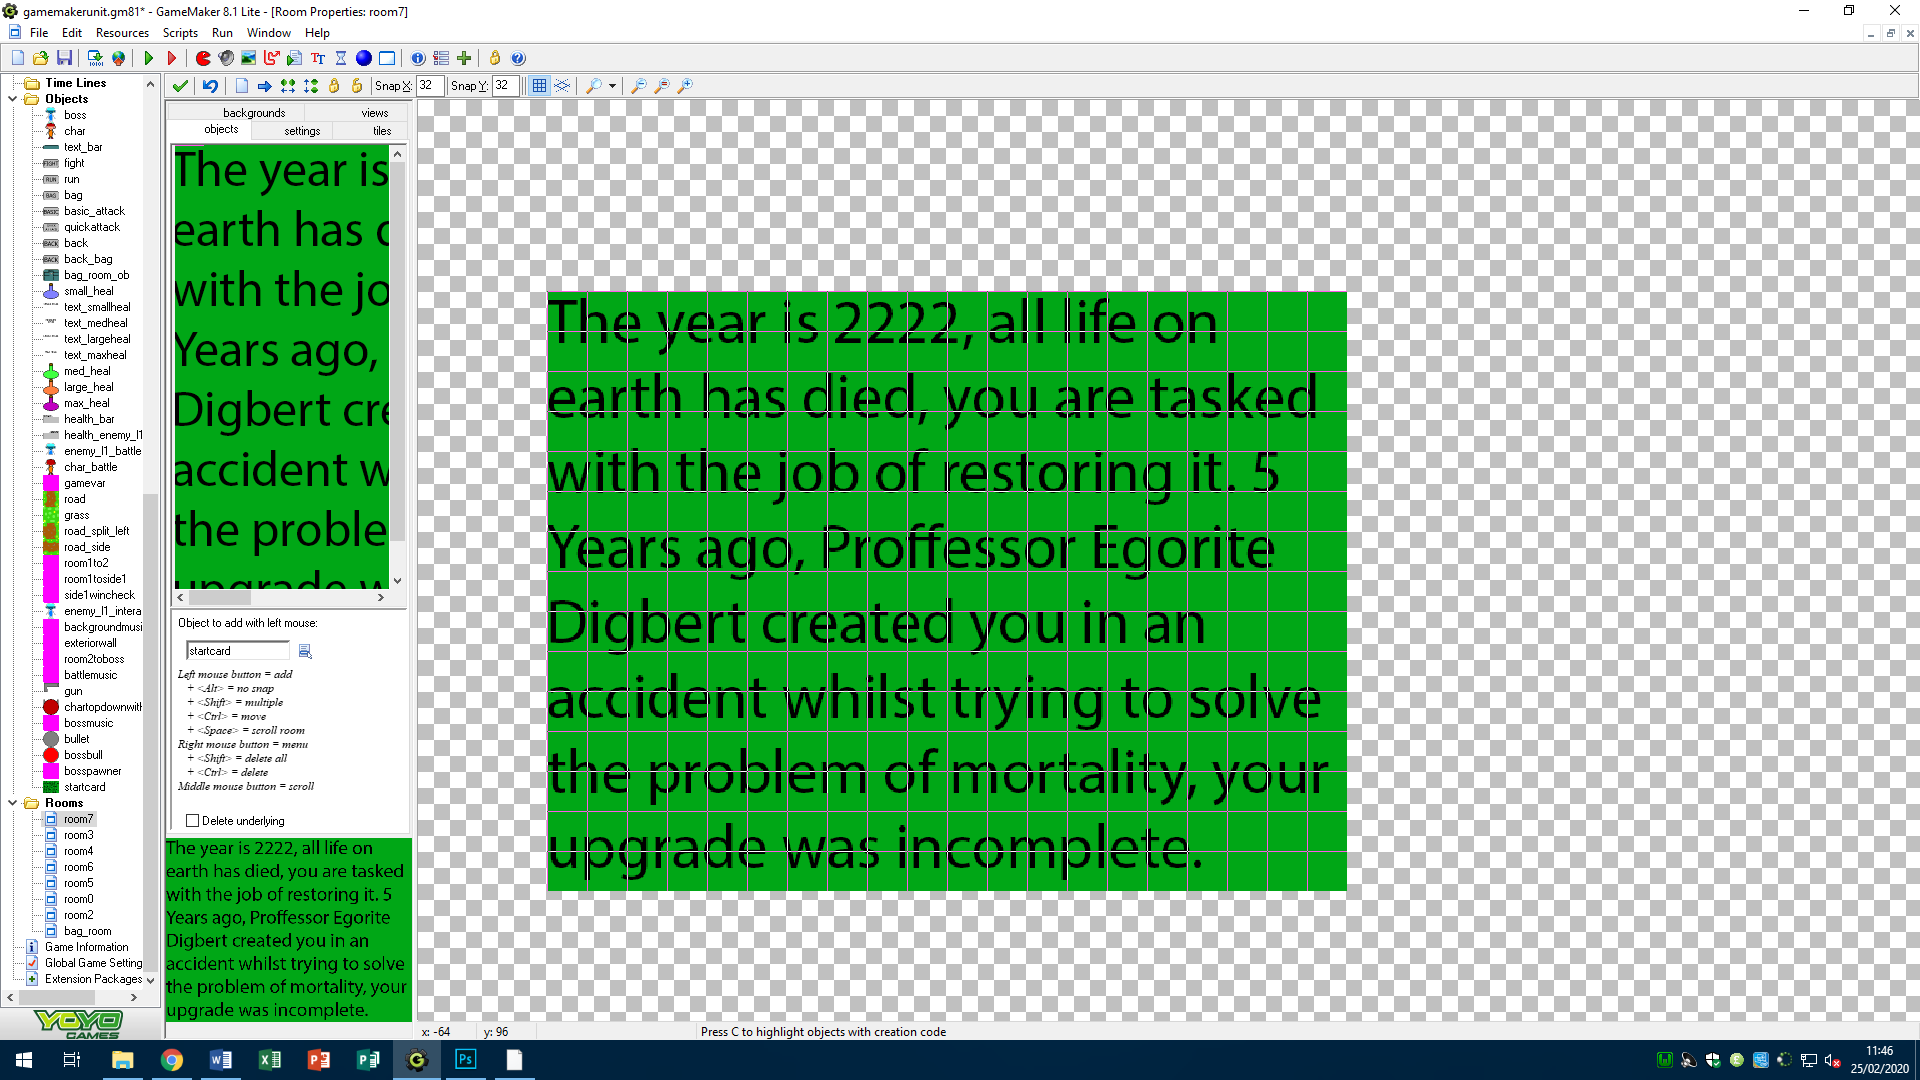 gamemakerunit.gm81* - GameMaker 8.1 Lite - [Room Properties: room7]
File Edit Resources Scripts Run Window Help
Snap X: 32 Snap Y: 32
Time Lines
Objects
boss
char
text_bar
fight
run
bag
basic_attack
quickattack
back
back_bag
bag_room_ob
small_heal
text_smallheal
text_medheal
text_largeheal
text_maxheal
med_heal
large_heal
max_heal
health_bar
health_enemy_l1
enemy_l1_battle
char_battle
gamevar
road
grass
road_split_left
road_side
room1to2
room1toside1
side1wincheck
enemy_l1_intera
backgroundmusi
exteriorwall
room2toboss
battlemusic
gun
chartopdownwith
bossmusic
bullet
bossbull
bosspawner
startcard
Rooms
room7
room3
room4
room6
room5
room0
room2
bag_room
Game Information
Global Game Setting
Extension Packages
YOYO
GAMES
backgrounds views
objects settings tiles
The year is
earth has c
with the jo
Years ago,
Digbert cre
accident w
the proble
upgrade w
Object to add with left mouse:
startcard
Left mouse button = add
+ <Alt> = no snap
+ <Shift> = multiple
+ <Ctrl> = move
+ <Space> = scroll room
Right mouse button = menu
+ <Shift> = delete all
+ <Ctrl> = delete
Middle mouse button = scroll
Delete underlying
The year is 2222, all life on
earth has died, you are tasked
with the job of restoring it. 5
Years ago, Proffessor Egorite
Digbert created you in an
accident whilst trying to solve
the problem of mortality, your
upgrade was incomplete.
The year is 2222, all life on
earth has died, you are tasked
with the job of restoring it. 5
Years ago, Proffessor Egorite
Digbert created you in an
accident whilst trying to solve
the problem of mortality, your
upgrade was incomplete.
x: -64 y: 96 Press C to highlight objects with creation code
11:46
25/02/2020